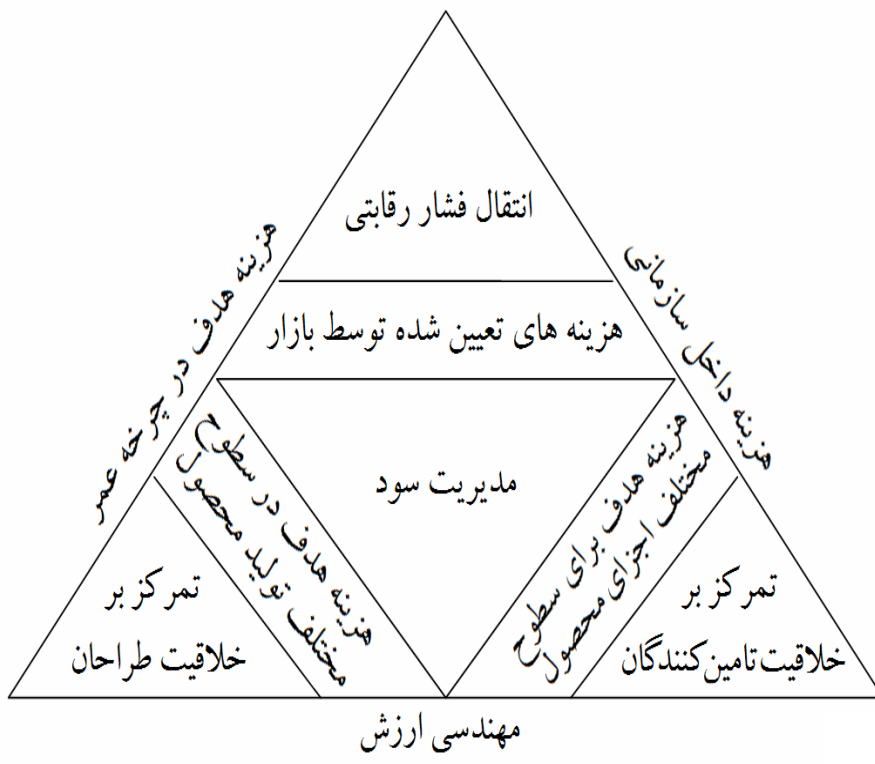 انتقال فشار رقابتی
هزینه های تعیین شده توسط بازار
هزینه داخل سازمانی
هزینه هدف در چرخه عمر
مدیریت سود
هزینه هدف برای سطوح
مختلف اجزای محصول
هزینه هدف در سطوح
مختلف تولید محصول
تمرکز بر
خلاقیت تامین‌کنندگان
تمرکز بر
خلاقیت طراحان
مهندسی ارزش